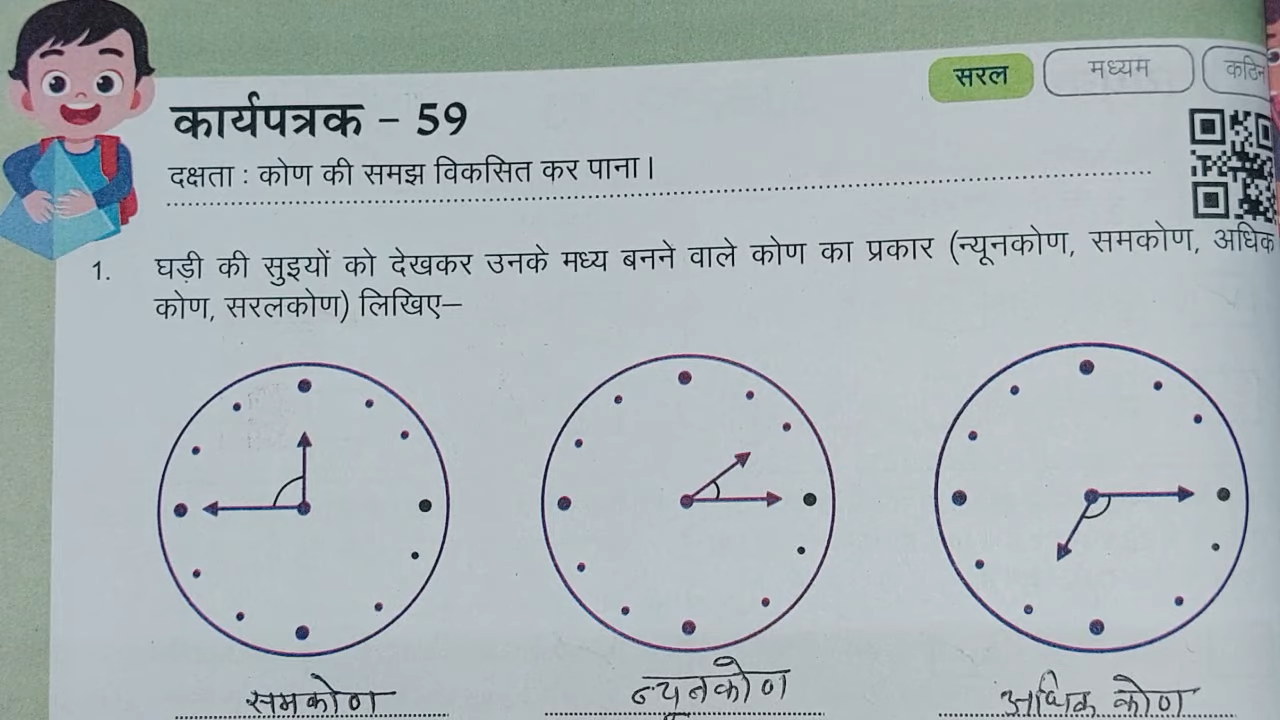 सरल मध्यम कठिन
कार्यपत्रक – 59
दक्षता : कोण की समझ विकसित कर पाना।
1. घड़ी की सुइयों को देखकर उनके मध्य बनने वाले कोण का प्रकार (न्यूनकोण, समकोण, अधिक
कोण, सरलकोण) लिखिए–
समकोण न्यूनकोण अधिक कोण